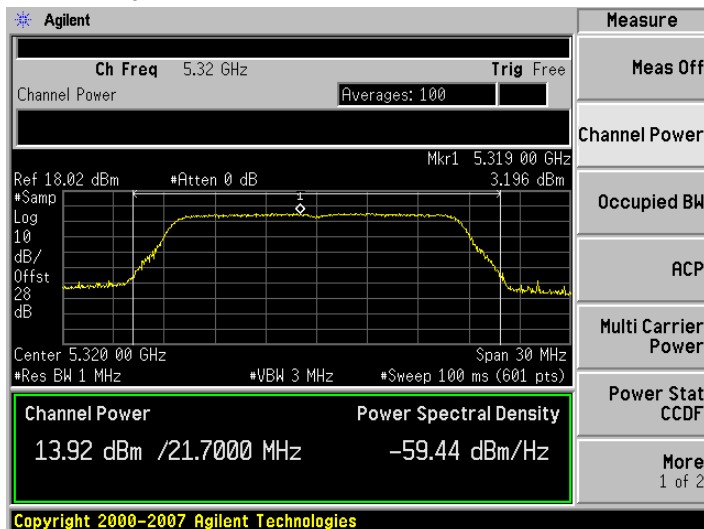 Agilent
Measure
Ch Freq 5.32 GHz Trig Free
Channel Power Averages: 100
Mkr1 5.319 00 GHz
Ref 18.02 dBm #Atten 0 dB 3.196 dBm
#Samp
Log
10
dB/
Offst
28
dB
1
Center 5.320 00 GHz Span 30 MHz
#Res BW 1 MHz #VBW 3 MHz #Sweep 100 ms (601 pts)
Channel Power Power Spectral Density
13.92 dBm /21.7000 MHz -59.44 dBm/Hz
Meas Off
Channel Power
Occupied BW
ACP
Multi Carrier
Power
Power Stat
CCDF
More
1 of 2
Copyright 2000-2007 Agilent Technologies